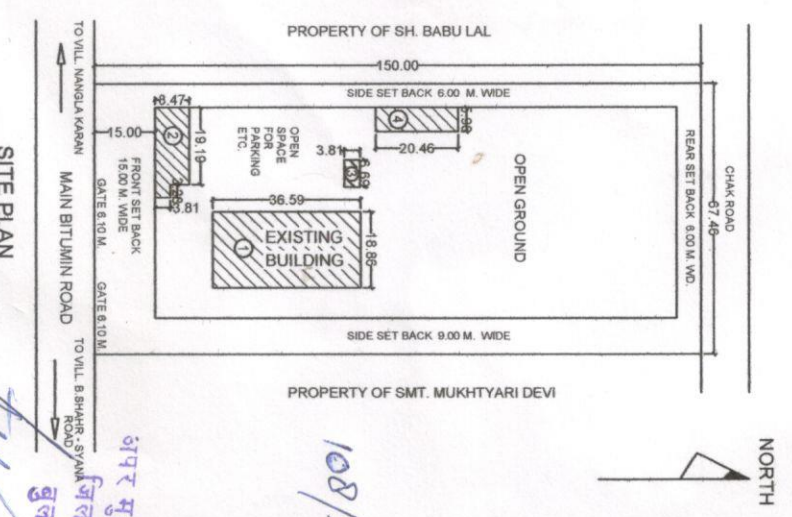 PROPERTY OF SH. BABU LAL
150.00
SIDE SET BACK 6.00 M. WIDE
CHAK ROAD
67.46
REAR SET BACK 6.00 M. WD.
TO VILL. NANGLA KARAN
MAIN BITUMIN ROAD
TO VILL. B.SHAHR - SYANA
ROAD
GATE 6.10 M.
GATE 6.10 M.
15.00
FRONT SET BACK
15.00 M. WIDE
8.47
2
19.19
3.81
OPEN
SPACE
FOR
PARKING
ETC.
4
20.46
3.81
3
36.59
1
EXISTING
BUILDING
18.86
OPEN GROUND
SIDE SET BACK 9.00 M. WIDE
PROPERTY OF SMT. MUKHTYARI DEVI
SITE PLAN
NORTH
108/
अपर मु
जिल
बुल